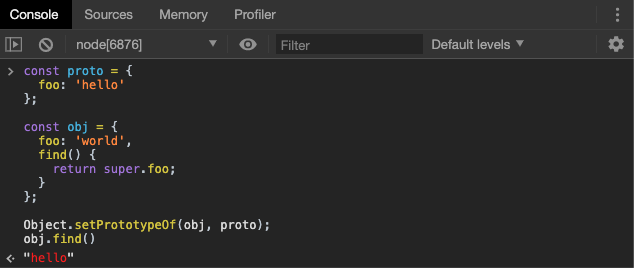 Console Sources Memory Profiler
node[6876] Filter Default levels
const proto = {
  foo: 'hello'
};

const obj = {
  foo: 'world',
  find() {
    return super.foo;
  }
};

Object.setPrototypeOf(obj, proto);
obj.find()
"hello"